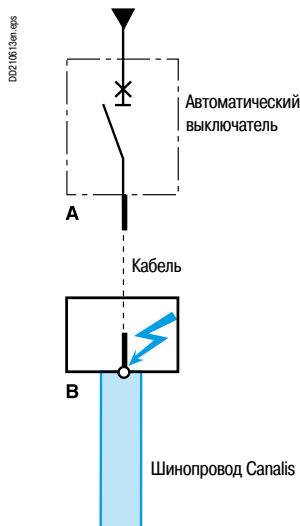 DD210613en.eps
Автоматический
выключатель
A
Кабель
B
Шинопровод Canalis